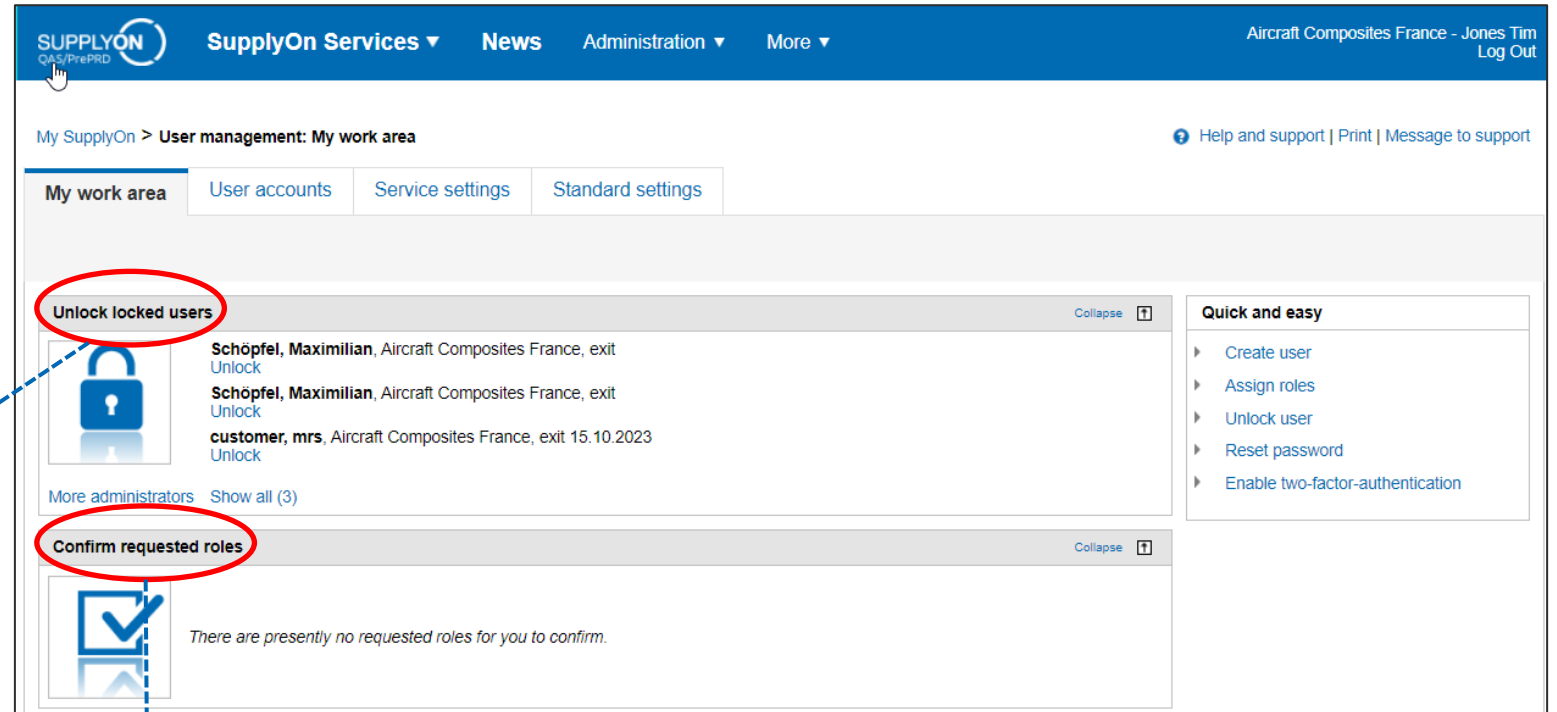 SUPPLYON
QAS/PrePRD
SupplyOn Services ▼ News Administration ▼ More ▼
Aircraft Composites France - Jones Tim
Log Out
My SupplyOn > User management: My work area
Help and support | Print | Message to support
My work area User accounts Service settings Standard settings
Unlock locked users Collapse
Schöpfel, Maximilian, Aircraft Composites France, exit
Unlock
Schöpfel, Maximilian, Aircraft Composites France, exit
Unlock
customer, mrs, Aircraft Composites France, exit 15.10.2023
Unlock
More administrators Show all (3)
Quick and easy
Create user
Assign roles
Unlock user
Reset password
Enable two-factor-authentication
Confirm requested roles Collapse
There are presently no requested roles for you to confirm.